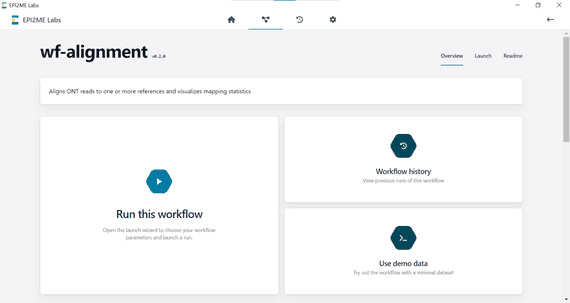 EPI2ME Labs
EPI2ME Labs
wf-alignment v0.2.0
Overview Launch Readme
Aligns ONT reads to one or more references and visualizes mapping statistics
Run this workflow
Open the launch wizard to choose your workflow
parameters and launch a run.
Workflow history
View previous runs of this workflow
Use demo data
Try out the workflow with a minimal dataset